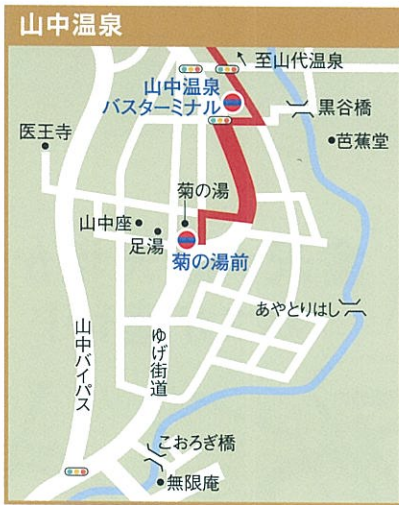 山中温泉
至山代温泉
山中温泉
バスターミナル
黒谷橋
芭蕉堂
医王寺
菊の湯
山中座
足湯
菊の湯前
あやとりはし
山中バイパス
ゆげ街道
こおろぎ橋
無限庵